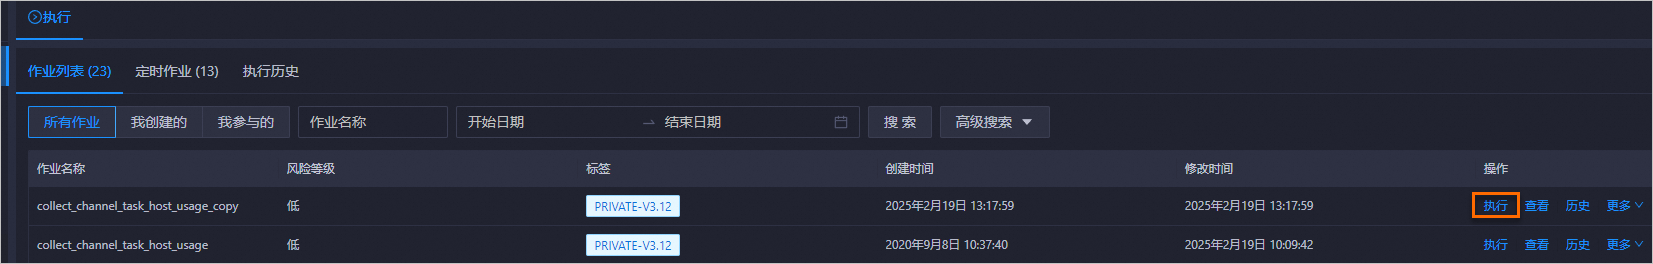 执行
作业列表 (23) 定时作业 (13) 执行历史
所有作业 我创建的 我参与的 作业名称 开始日期 → 结束日期 搜 索 高级搜索
作业名称 风险等级 标签 创建时间 修改时间 操作
collect_channel_task_host_usage_copy 低 PRIVATE-V3.12 2025年2月19日 13:17:59 2025年2月19日 13:17:59 执行 查看 历史 更多
collect_channel_task_host_usage 低 PRIVATE-V3.12 2020年9月8日 10:37:40 2025年2月19日 10:09:42 执行 查看 历史 更多